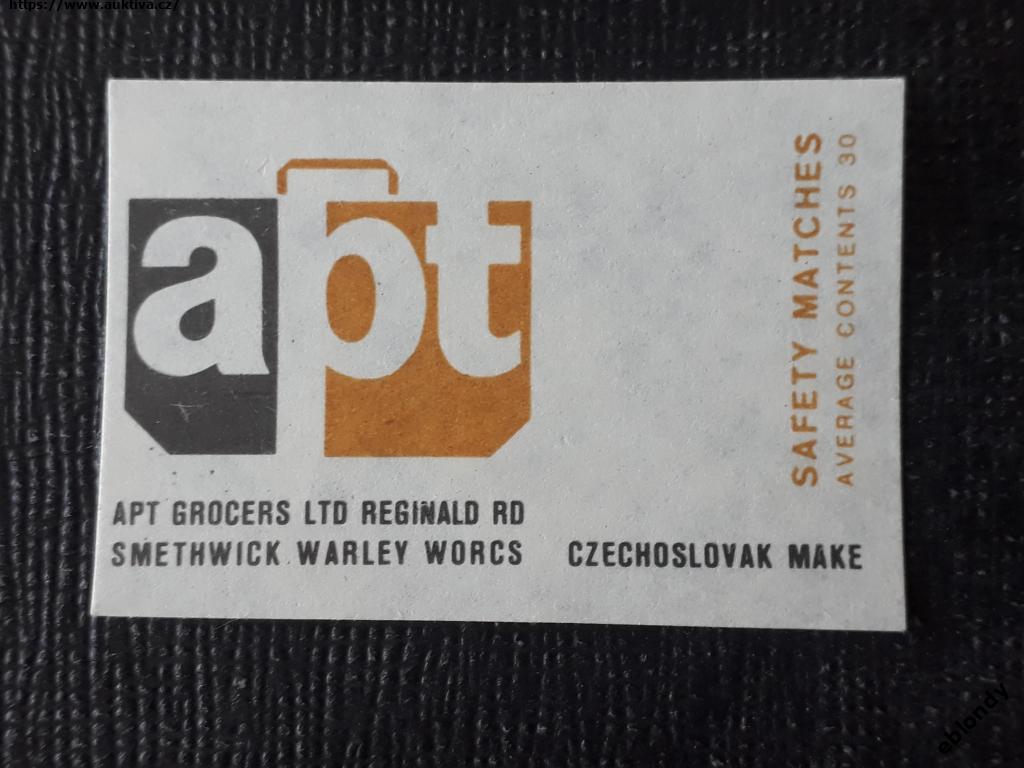 https://www.auktiva.cz/
apt
APT GROCERS LTD REGINALD RD
SMETHWICK WARLEY WORCS
CZECHOSLOVAK MAKE
SAFETY MATCHES
AVERAGE CONTENTS 30
eblondy